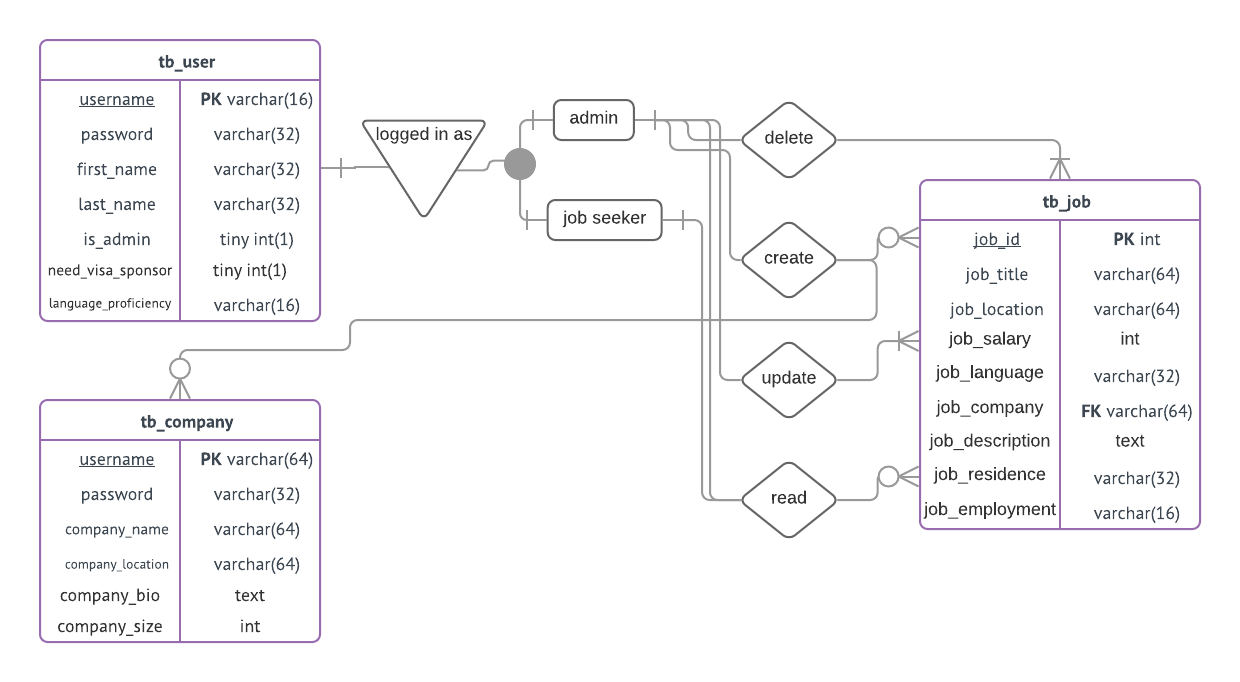 tb_user
username PK varchar(16)
password varchar(32)
first_name varchar(32)
last_name varchar(32)
is_admin tiny int(1)
need_visa_sponsor tiny int(1)
language_proficiency varchar(16)
logged in as
admin
job seeker
delete
create
update
read
tb_job
job_id PK int
job_title varchar(64)
job_location varchar(64)
job_salary int
job_language varchar(32)
job_company FK varchar(64)
job_description text
job_residence varchar(32)
job_employment varchar(16)
tb_company
username PK varchar(64)
password varchar(32)
company_name varchar(64)
company_location varchar(64)
company_bio text
company_size int